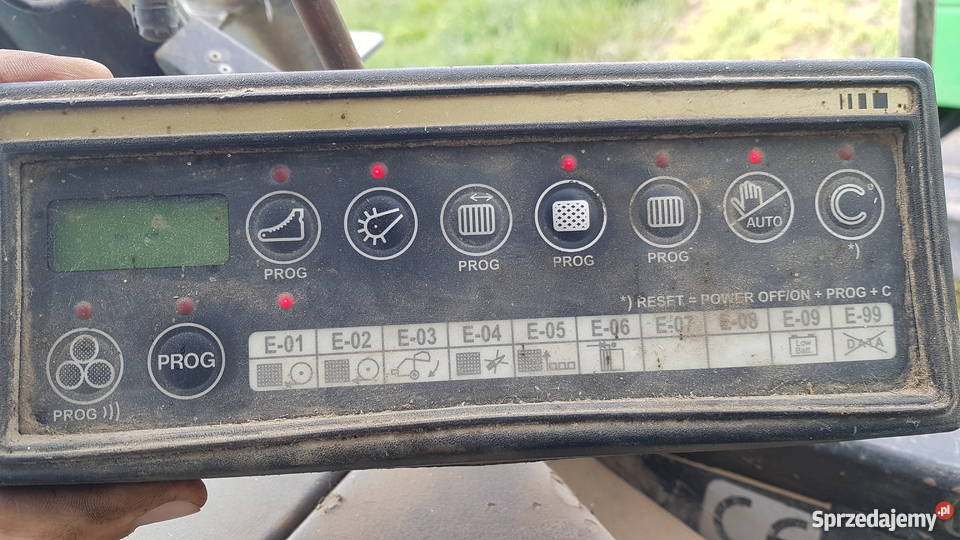 AUTO
C°
PROG PROG PROG PROG *)
*) RESET = POWER OFF/ON + PROG + C
PROG
PROG )))
E-01 E-02 E-03 E-04 E-05 E-06 E-07 E-08 E-09 E-99
Low Batt. DATA
Sprzedajemy.pl